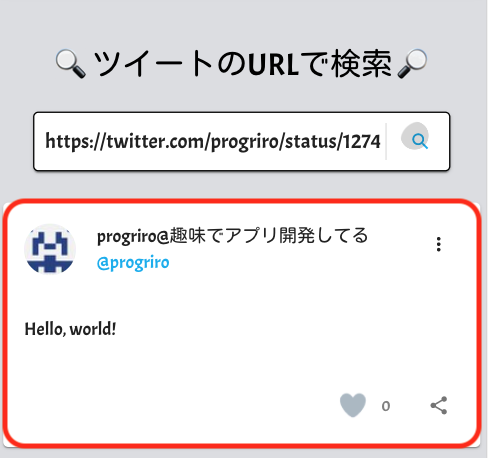 🔍 ツイートのURLで検索 🔎
https://twitter.com/progriro/status/1274
progriro@趣味でアプリ開発してる
@progriro
Hello, world!
0